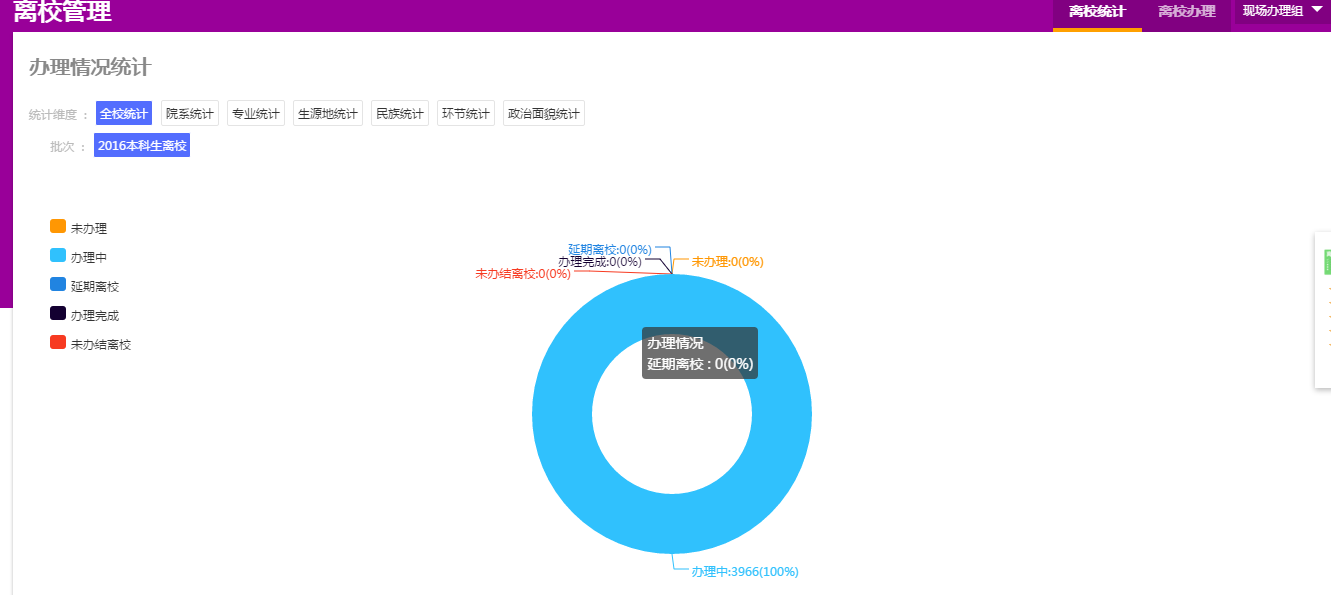 离校管理
离校统计 离校办理 现场办理组
办理情况统计
统计维度 : 全校统计 院系统计 专业统计 生源地统计 民族统计 环节统计 政治面貌统计
批次 : 2016本科生离校
未办理
办理中
延期离校
办理完成
未办结离校
延期离校:0(0%)
办理完成:0(0%)
未办理:0(0%)
未办结离校:0(0%)
办理情况
延期离校 : 0(0%)
办理中:3966(100%)